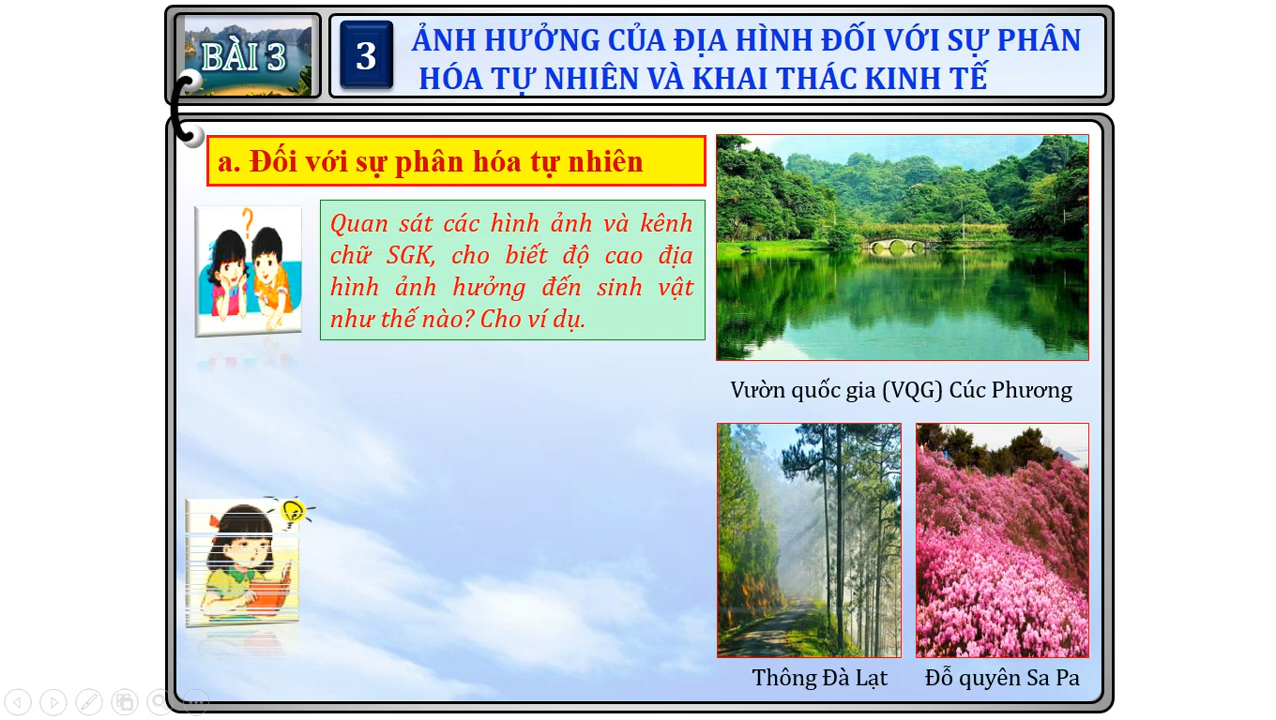 BÀI 3
3
ẢNH HƯỞNG CỦA ĐỊA HÌNH ĐỐI VỚI SỰ PHÂN
HÓA TỰ NHIÊN VÀ KHAI THÁC KINH TẾ
a. Đối với sự phân hóa tự nhiên
?
Quan sát các hình ảnh và kênh
chữ SGK, cho biết độ cao địa
hình ảnh hưởng đến sinh vật
như thế nào? Cho ví dụ.
Vườn quốc gia (VQG) Cúc Phương
Thông Đà Lạt
Đỗ quyên Sa Pa